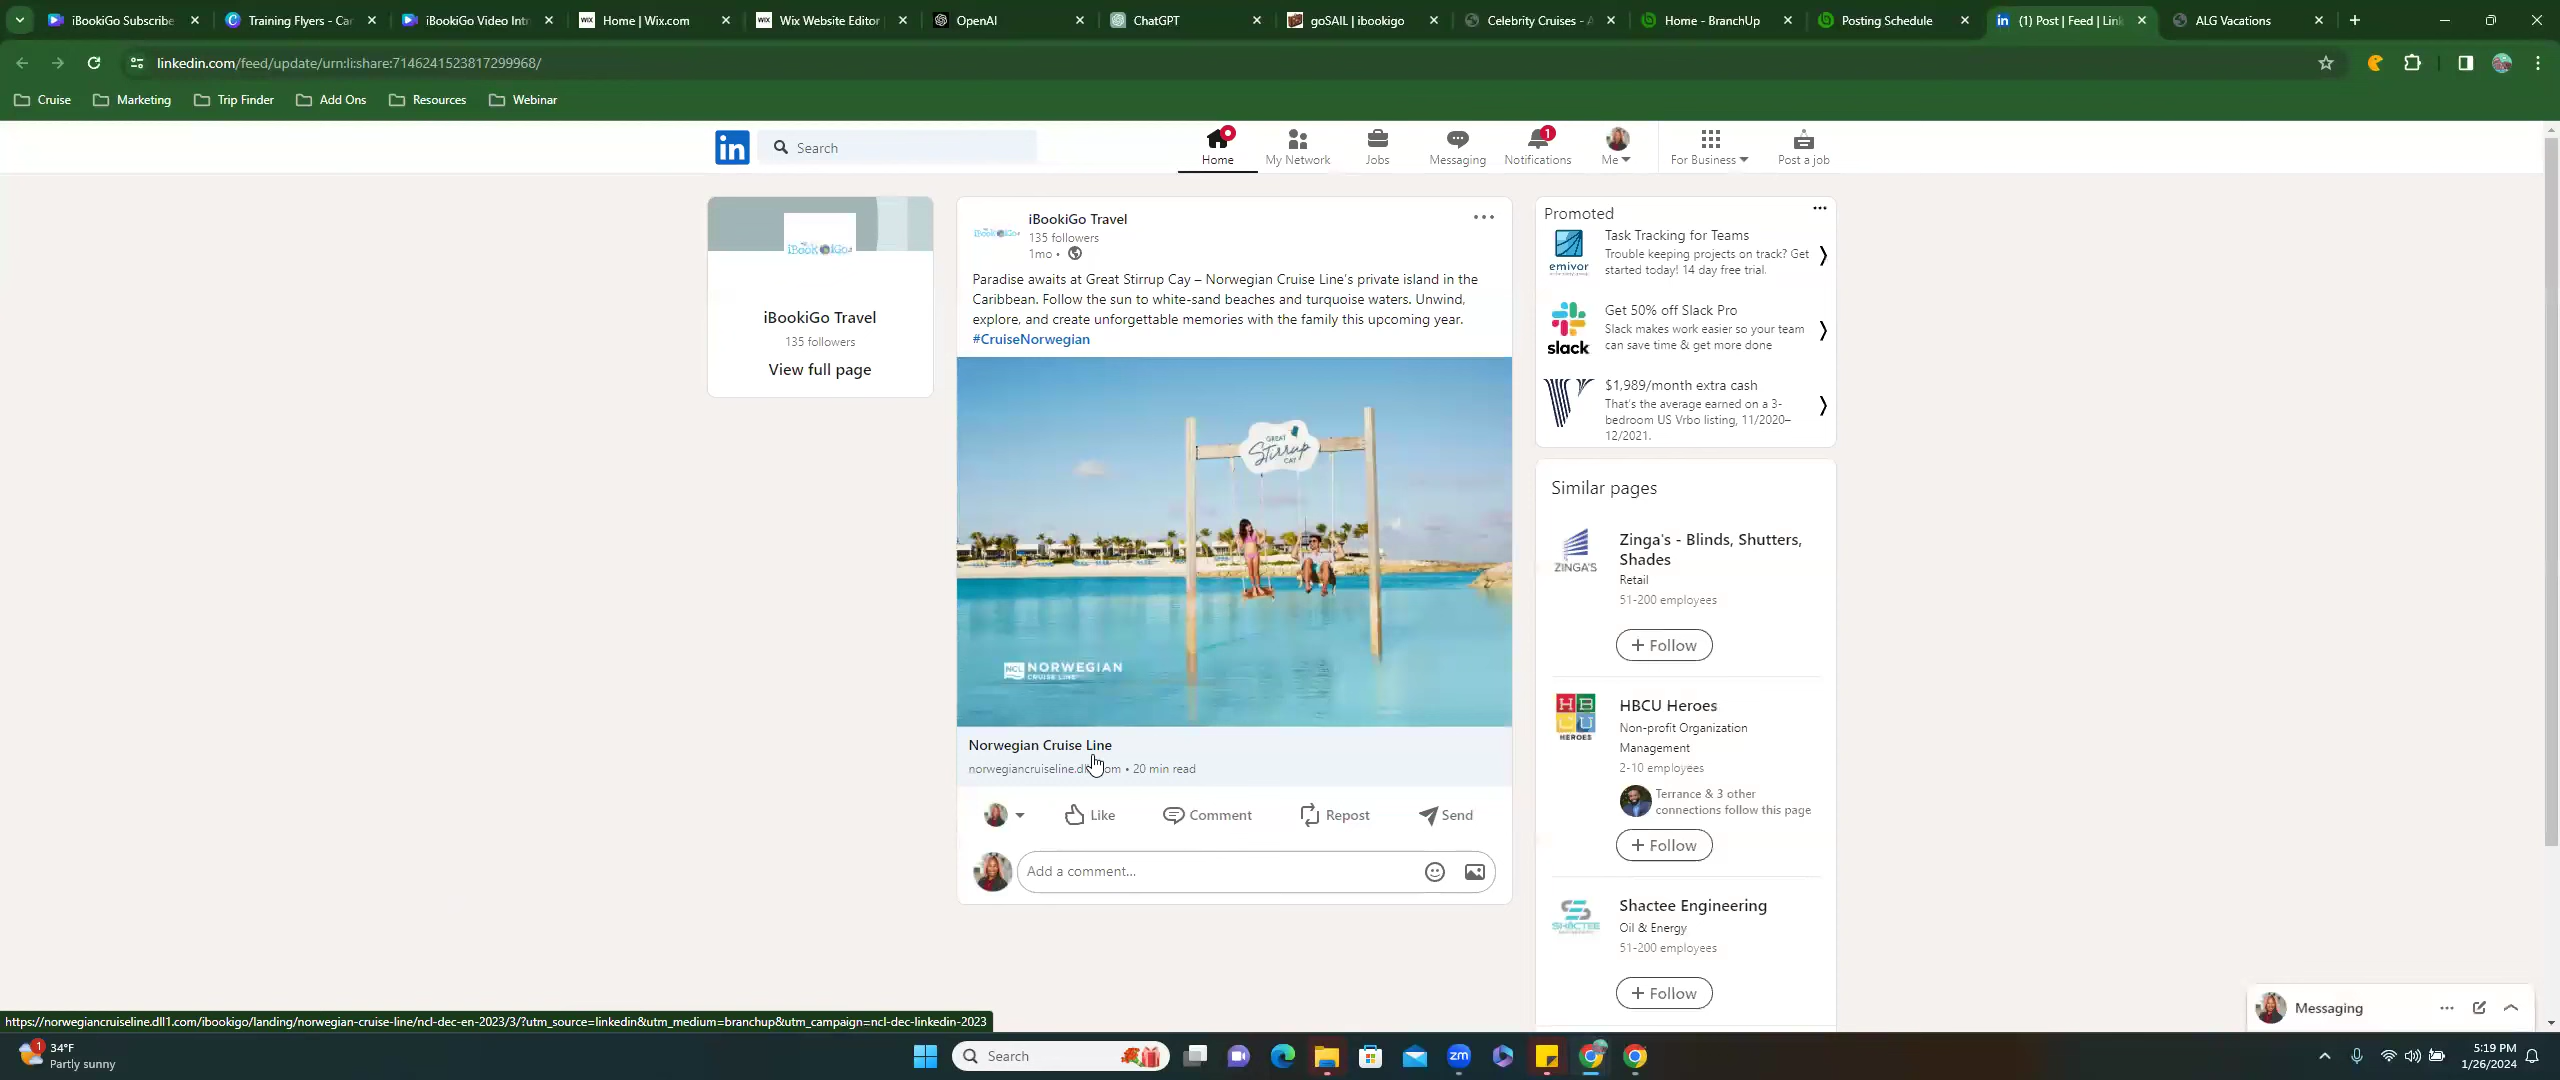 iBookiGo Subscribe
Training Flyers - Car
iBookiGo Video Intr
Home | Wix.com
Wix Website Editor
OpenAI
ChatGPT
goSAIL | ibookigo
Celebrity Cruises - A
Home - BranchUp
Posting Schedule
(1) Post | Feed | Link
ALG Vacations
linkedin.com/feed/update/urn:li:share:7146241523817299968/
Cruise
Marketing
Trip Finder
Add Ons
Resources
Webinar
in
Search
Home
My Network
Jobs
Messaging
1
Notifications
Me
For Business
Post a job
iBookiGo
iBookiGo Travel
135 followers
View full page
iBookiGo
iBookiGo Travel
135 followers
1mo •
Paradise awaits at Great Stirrup Cay – Norwegian Cruise Line's private island in the
Caribbean. Follow the sun to white-sand beaches and turquoise waters. Unwind,
explore, and create unforgettable memories with the family this upcoming year.
#CruiseNorwegian
GREAT
Stirrup
CAY
NCL NORWEGIAN
CRUISE LINE
Norwegian Cruise Line
• 20 min read
Like
Comment
Repost
Send
Add a comment...
Promoted
emivor
Task Tracking for Teams
Trouble keeping projects on track? Get
started today! 14 day free trial.
slack
Get 50% off Slack Pro
Slack makes work easier so your team
can save time & get more done
$1,989/month extra cash
That's the average earned on a 3-
bedroom US Vrbo listing, 11/2020–
12/2021.
Similar pages
ZINGA'S
Zinga's - Blinds, Shutters,
Shades
Retail
51-200 employees
+ Follow
HB
CU
HEROES
HBCU Heroes
Non-profit Organization
Management
2-10 employees
Terrance & 3 other
connections follow this page
+ Follow
SHACTEE
Shactee Engineering
Oil & Energy
51-200 employees
+ Follow
Messaging
https://norwegiancruiseline.dll1.com/ibookigo/landing/norwegian-cruise-line/ncl-dec-en-2023/3/?utm_source=linkedin&utm_medium=branchup&utm_campaign=ncl-dec-linkedin-2023
1
34°F
Partly sunny
Search
zm
5:19 PM
1/26/2024